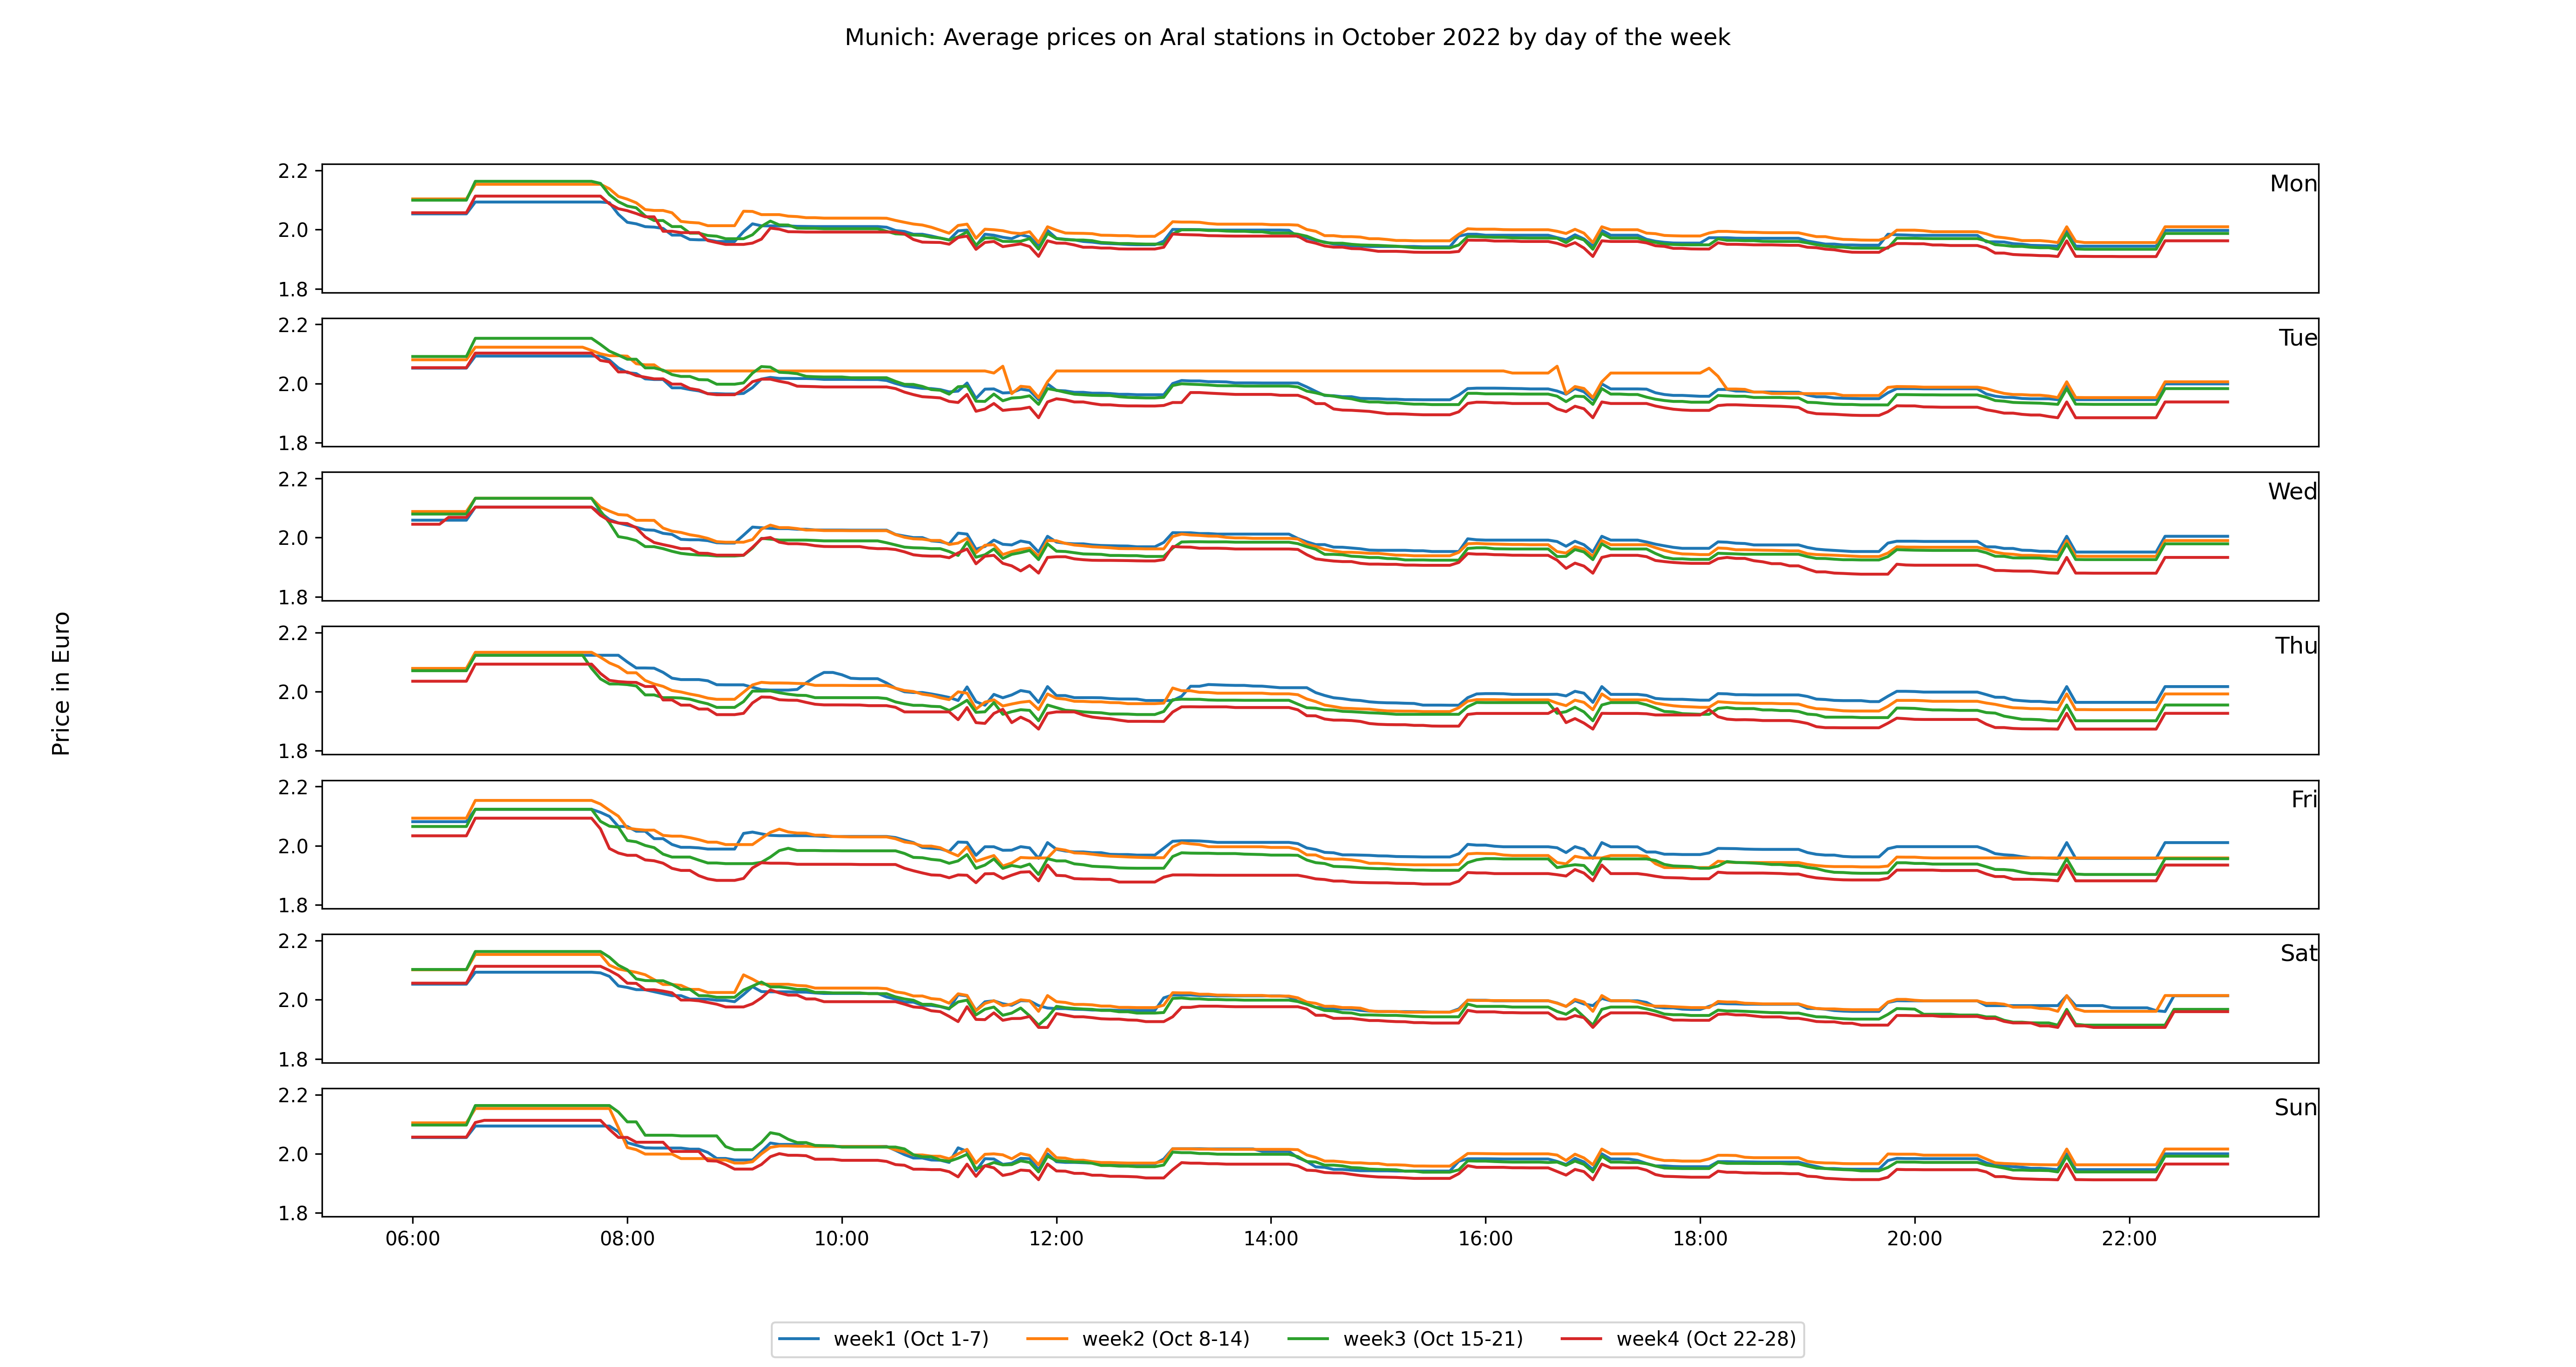 Munich: Average prices on Aral stations in October 2022 by day of the week
Price in Euro
2.2
2.0
1.8
Mon
2.2
2.0
1.8
Tue
2.2
2.0
1.8
Wed
2.2
2.0
1.8
Thu
2.2
2.0
1.8
Fri
2.2
2.0
1.8
Sat
2.2
2.0
1.8
Sun
06:00 08:00 10:00 12:00 14:00 16:00 18:00 20:00 22:00
week1 (Oct 1-7) week2 (Oct 8-14) week3 (Oct 15-21) week4 (Oct 22-28)